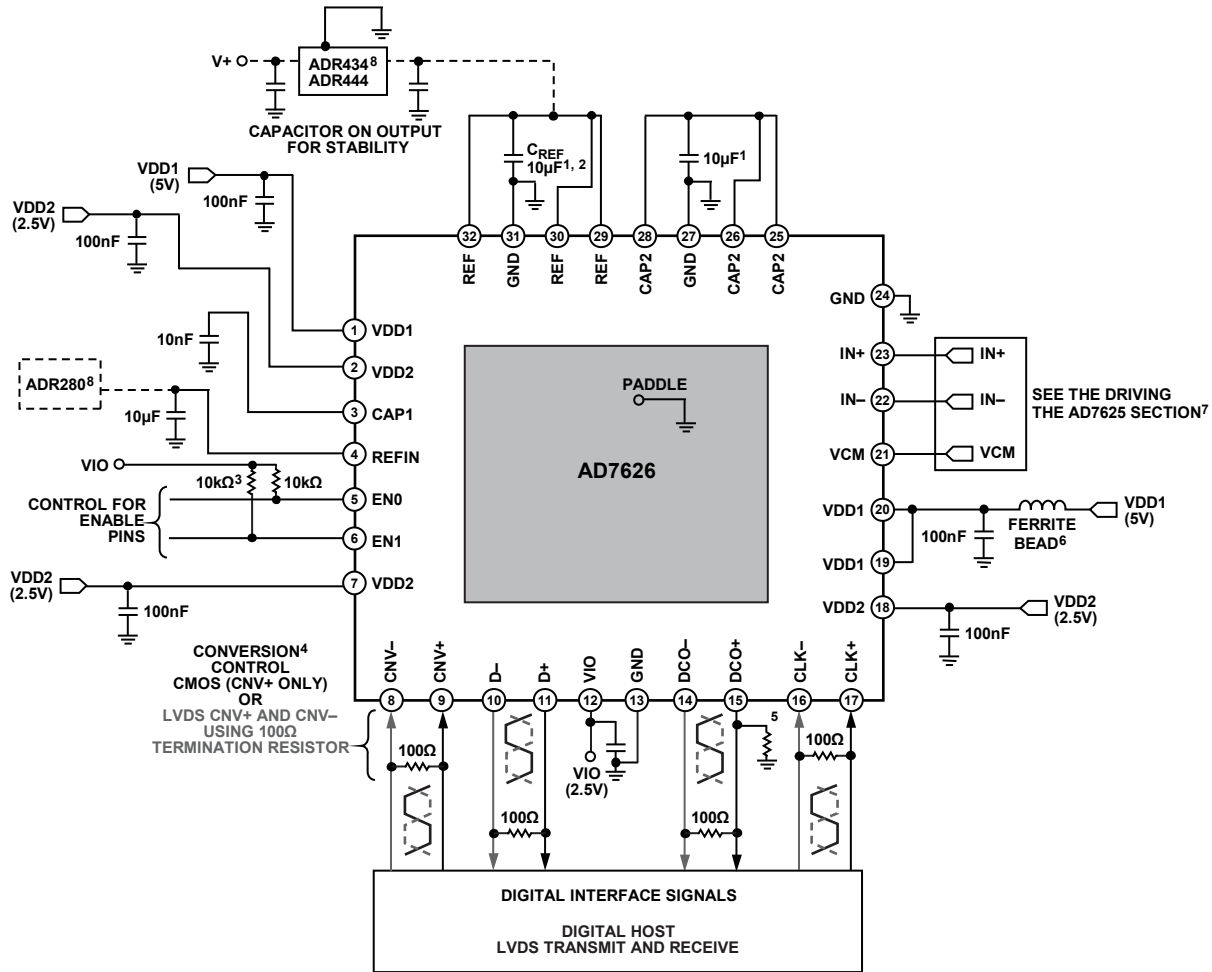 V+
ADR434⁸
ADR444
CAPACITOR ON OUTPUT
FOR STABILITY
VDD1
(5V)
100nF
VDD2
(2.5V)
100nF
CREF
10µF1, 2
10µF1
32
31
30
29
28
27
26
25
REF
GND
REF
REF
CAP2
GND
CAP2
CAP2
10nF
ADR280⁸
10µF
VIO
10kΩ³
10kΩ
CONTROL FOR
ENABLE
PINS
VDD2
(2.5V)
100nF
1 VDD1
2 VDD2
3 CAP1
4 REFIN
5 EN0
6 EN1
7 VDD2
PADDLE
AD7626
GND 24
IN+ 23
IN– 22
VCM 21
VDD1 20
VDD1 19
VDD2 18
IN+
IN–
VCM
SEE THE DRIVING
THE AD7625 SECTION⁷
VDD1
(5V)
100nF
FERRITE
BEAD⁶
VDD2
(2.5V)
100nF
CONVERSION⁴
CONTROL
CMOS (CNV+ ONLY)
OR
LVDS CNV+ AND CNV–
USING 100Ω
TERMINATION RESISTOR
CNV–
CNV+
D–
D+
VIO
GND
DCO–
DCO+
CLK–
CLK+
8
9
10
11
12
13
14
15
16
17
5
100Ω
100Ω
VIO
(2.5V)
100Ω
100Ω
DIGITAL INTERFACE SIGNALS
DIGITAL HOST
LVDS TRANSMIT AND RECEIVE